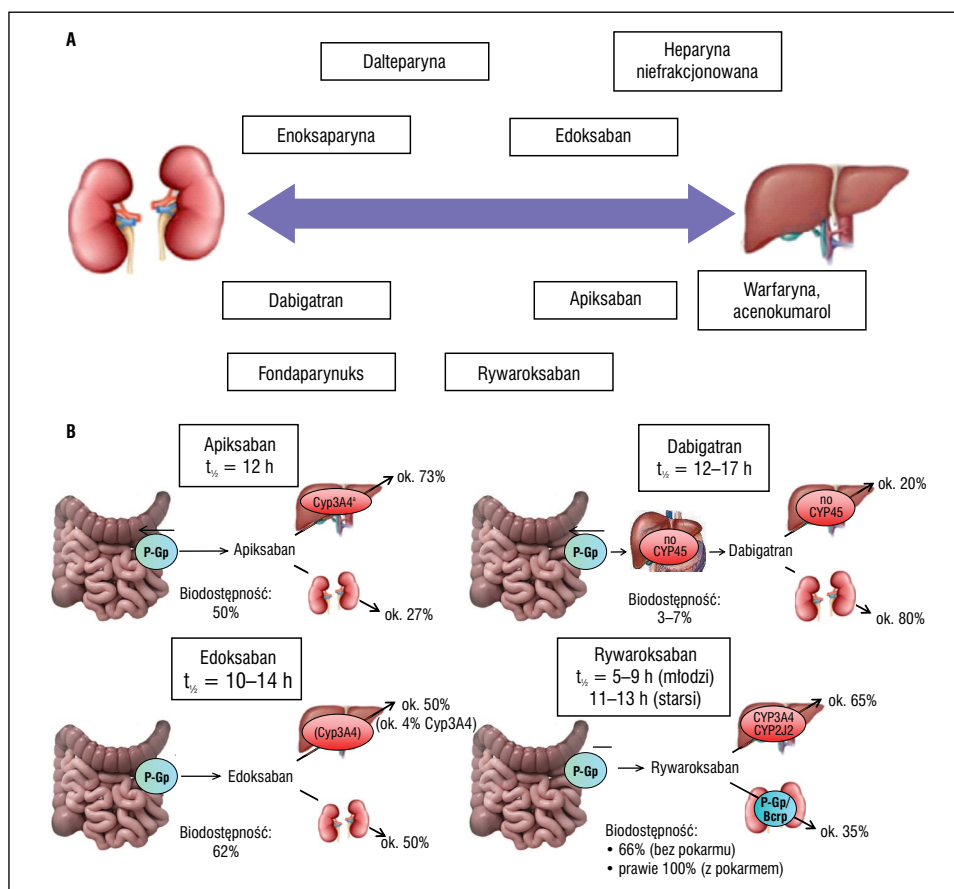 A
Dalteparyna
Heparyna
niefrakcjonowana
Enoksaparyna
Edoksaban
Dabigatran
Apiksaban
Warfaryna,
acenokumarol
Fondaparynuks
Rywaroksaban
B
Apiksaban
t½ = 12 h
ok. 73%
Cyp3A4ª
P-Gp
Apiksaban
Biodostępność:
50%
ok. 27%
Dabigatran
t½ = 12–17 h
ok. 20%
no
CYP45
P-Gp
no
CYP45
Dabigatran
Biodostępność:
3–7%
ok. 80%
Edoksaban
t½ = 10–14 h
ok. 50%
(ok. 4% Cyp3A4)
(Cyp3A4)
P-Gp
Edoksaban
Biodostępność:
62%
ok. 50%
Rywaroksaban
t½ = 5–9 h (młodzi)
11–13 h (starsi)
ok. 65%
CYP3A4
CYP2J2
P-Gp
Rywaroksaban
P-Gp/
Bcrp
ok. 35%
Biodostępność:
• 66% (bez pokarmu)
• prawie 100% (z pokarmem)